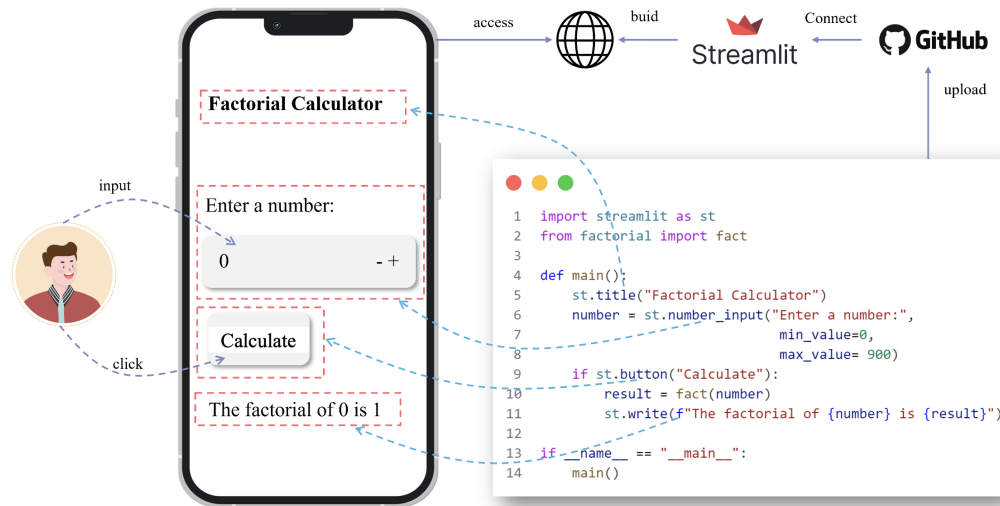 access
buid
Connect
Streamlit
GitHub
upload
Factorial Calculator
input
Enter a number:
0 - +
Calculate
click
The factorial of 0 is 1
1 import streamlit as st
2 from factorial import fact
3
4 def main():
5 st.title("Factorial Calculator")
6 number = st.number_input("Enter a number:",
7 min_value=0,
8 max_value= 900)
9 if st.button("Calculate"):
10 result = fact(number)
11 st.write(f"The factorial of {number} is {result}")
12
13 if __name__ == "__main__":
14 main()